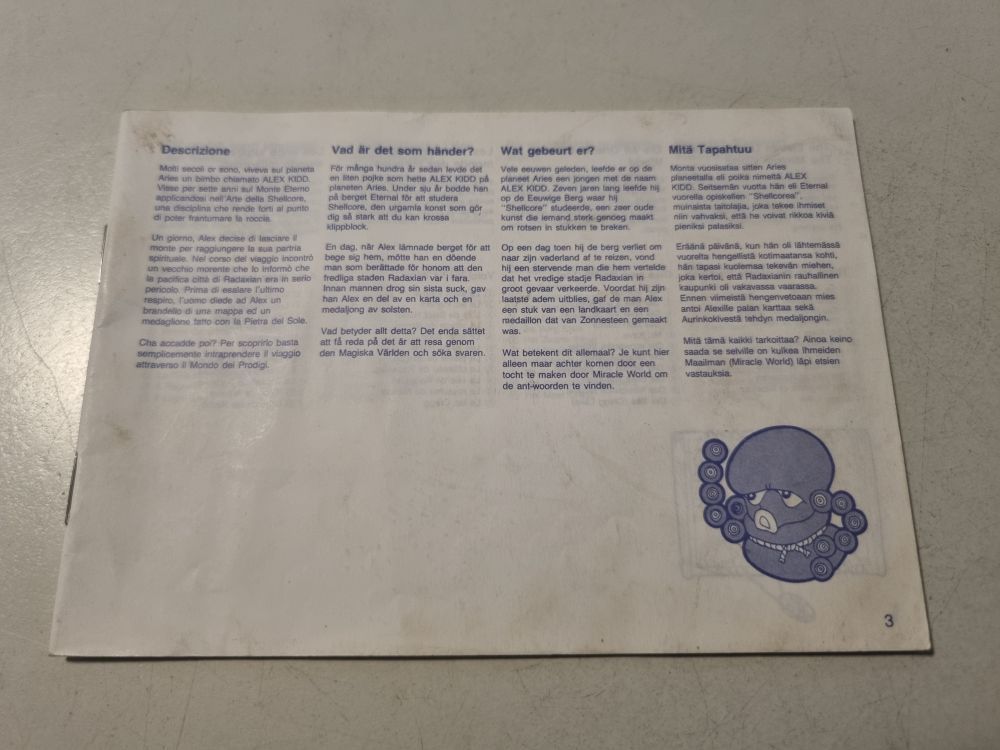 Descrizione
Molti secoli or sono, viveva sul pianeta
Aries un bimbo chiamato ALEX KIDD.
Visse per sette anni sul Monte Eterno
applicandosi nell'Arte della Shellcore,
una disciplina che rende forti al punto
di poter frantumare la roccia.
Un giorno, Alex decise di lasciare il
monte per raggiungere la sua partria
spirituale. Nel corso del viaggio incontrò
un vecchio morente che lo informò che
la pacifica città di Radaxian era in serio
pericolo. Prima di esalare l'ultimo
respiro, l'uomo diede ad Alex un
brandello di una mappa ed un
medaglione fatto con la Pietra del Sole.
Cha accadde poi? Per scoprirlo basta
semplicemente intraprendere il viaggio
attraverso il Mondo dei Prodigi.
Vad är det som händer?
För många hundra år sedan levde det
en liten pojke som hette ALEX KIDD på
planeten Aries. Under sju år bodde han
på berget Eternal för att studera
Shellcore, den urgamla konst som gör
dig så stark att du kan krossa
klippblock.
En dag, när Alex lämnade berget för att
bege sig hem, mötte han en döende
man som berättade för honom att den
fredliga staden Radaxian var i fara.
Innan mannen drog sin sista suck, gav
han Alex en del av en karta och en
medaljong av solsten.
Vad betyder allt detta? Det enda sättet
att få reda på det är att resa genom
den Magiska Världen och söka svaren.
Wat gebeurt er?
Vele eeuwen geleden, leefde er op de
planeet Aries een jongen met de naam
ALEX KIDD. Zeven jaren lang leefde hij
op de Eeuwige Berg waar hij
"Shellcore" studeerde, een zeer oude
kunst die iemand sterk genoeg maakt
om rotsen in stukken te breken.
Op een dag toen hij de berg verliet om
naar zijn vaderland af te reizen, vond
hij een stervende man die hem vertelde
dat het vredige stadje Radaxian in
groot gevaar verkeerde. Voordat hij zijn
laatste adem uitblies, gaf de man Alex
een stuk van een landkaart en een
medaillon dat van Zonnesteen gemaakt
was.
Wat betekent dit allemaal? Je kunt hier
alleen maar achter komen door een
tocht te maken door Miracle World om
de ant-woorden te vinden.
Mitä Tapahtuu
Monta vuosisataa sitten Aries
planeetalla eli poika nimeltä ALEX
KIDD. Seitsemän vuotta hän eli Eternal
vuorella opiskellen "Shellcorea",
muinaista taitolajia, joka tekee ihmiset
niin vahvaksi, että he voivat rikkoa kiviä
pieniksi palasiksi.
Eräänä päivänä, kun hän oli lähtemässä
vuorelta hengellistä kotimaatansa kohti,
hän tapasi kuolemaa tekevän miehen,
joka kertoi, että Radaxianin rauhallinen
kaupunki oli vakavassa vaarassa.
Ennen viimeistä hengenvetoaan mies
antoi Alexille palan karttaa sekä
Aurinkokivestä tehdyn medaljongin.
Mitä tämä kaikki tarkoittaa? Ainoa keino
saada se selville on kulkea Ihmeiden
Maailman (Miracle World) läpi etsien
vastauksia.
3